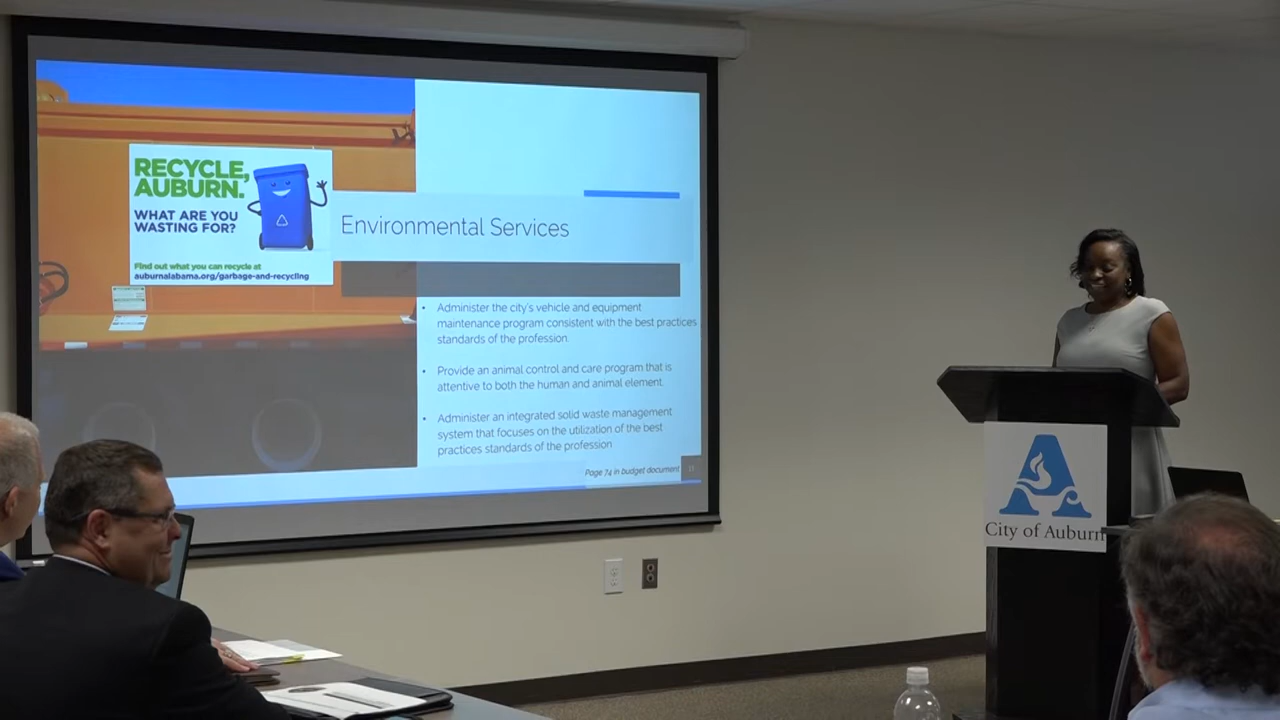 RECYCLE,
AUBURN.
WHAT ARE YOU
WASTING FOR?
Find out what you can recycle at
auburnalabama.org/garbage-and-recycling
Environmental Services
• Administer the city's vehicle and equipment
maintenance program consistent with the best practices
standards of the profession.
• Provide an animal control and care program that is
attentive to both the human and animal element.
• Administer an integrated solid waste management
system that focuses on the utilization of the best
practices standards of the profession
Page 74 in budget document
A
City of Auburn